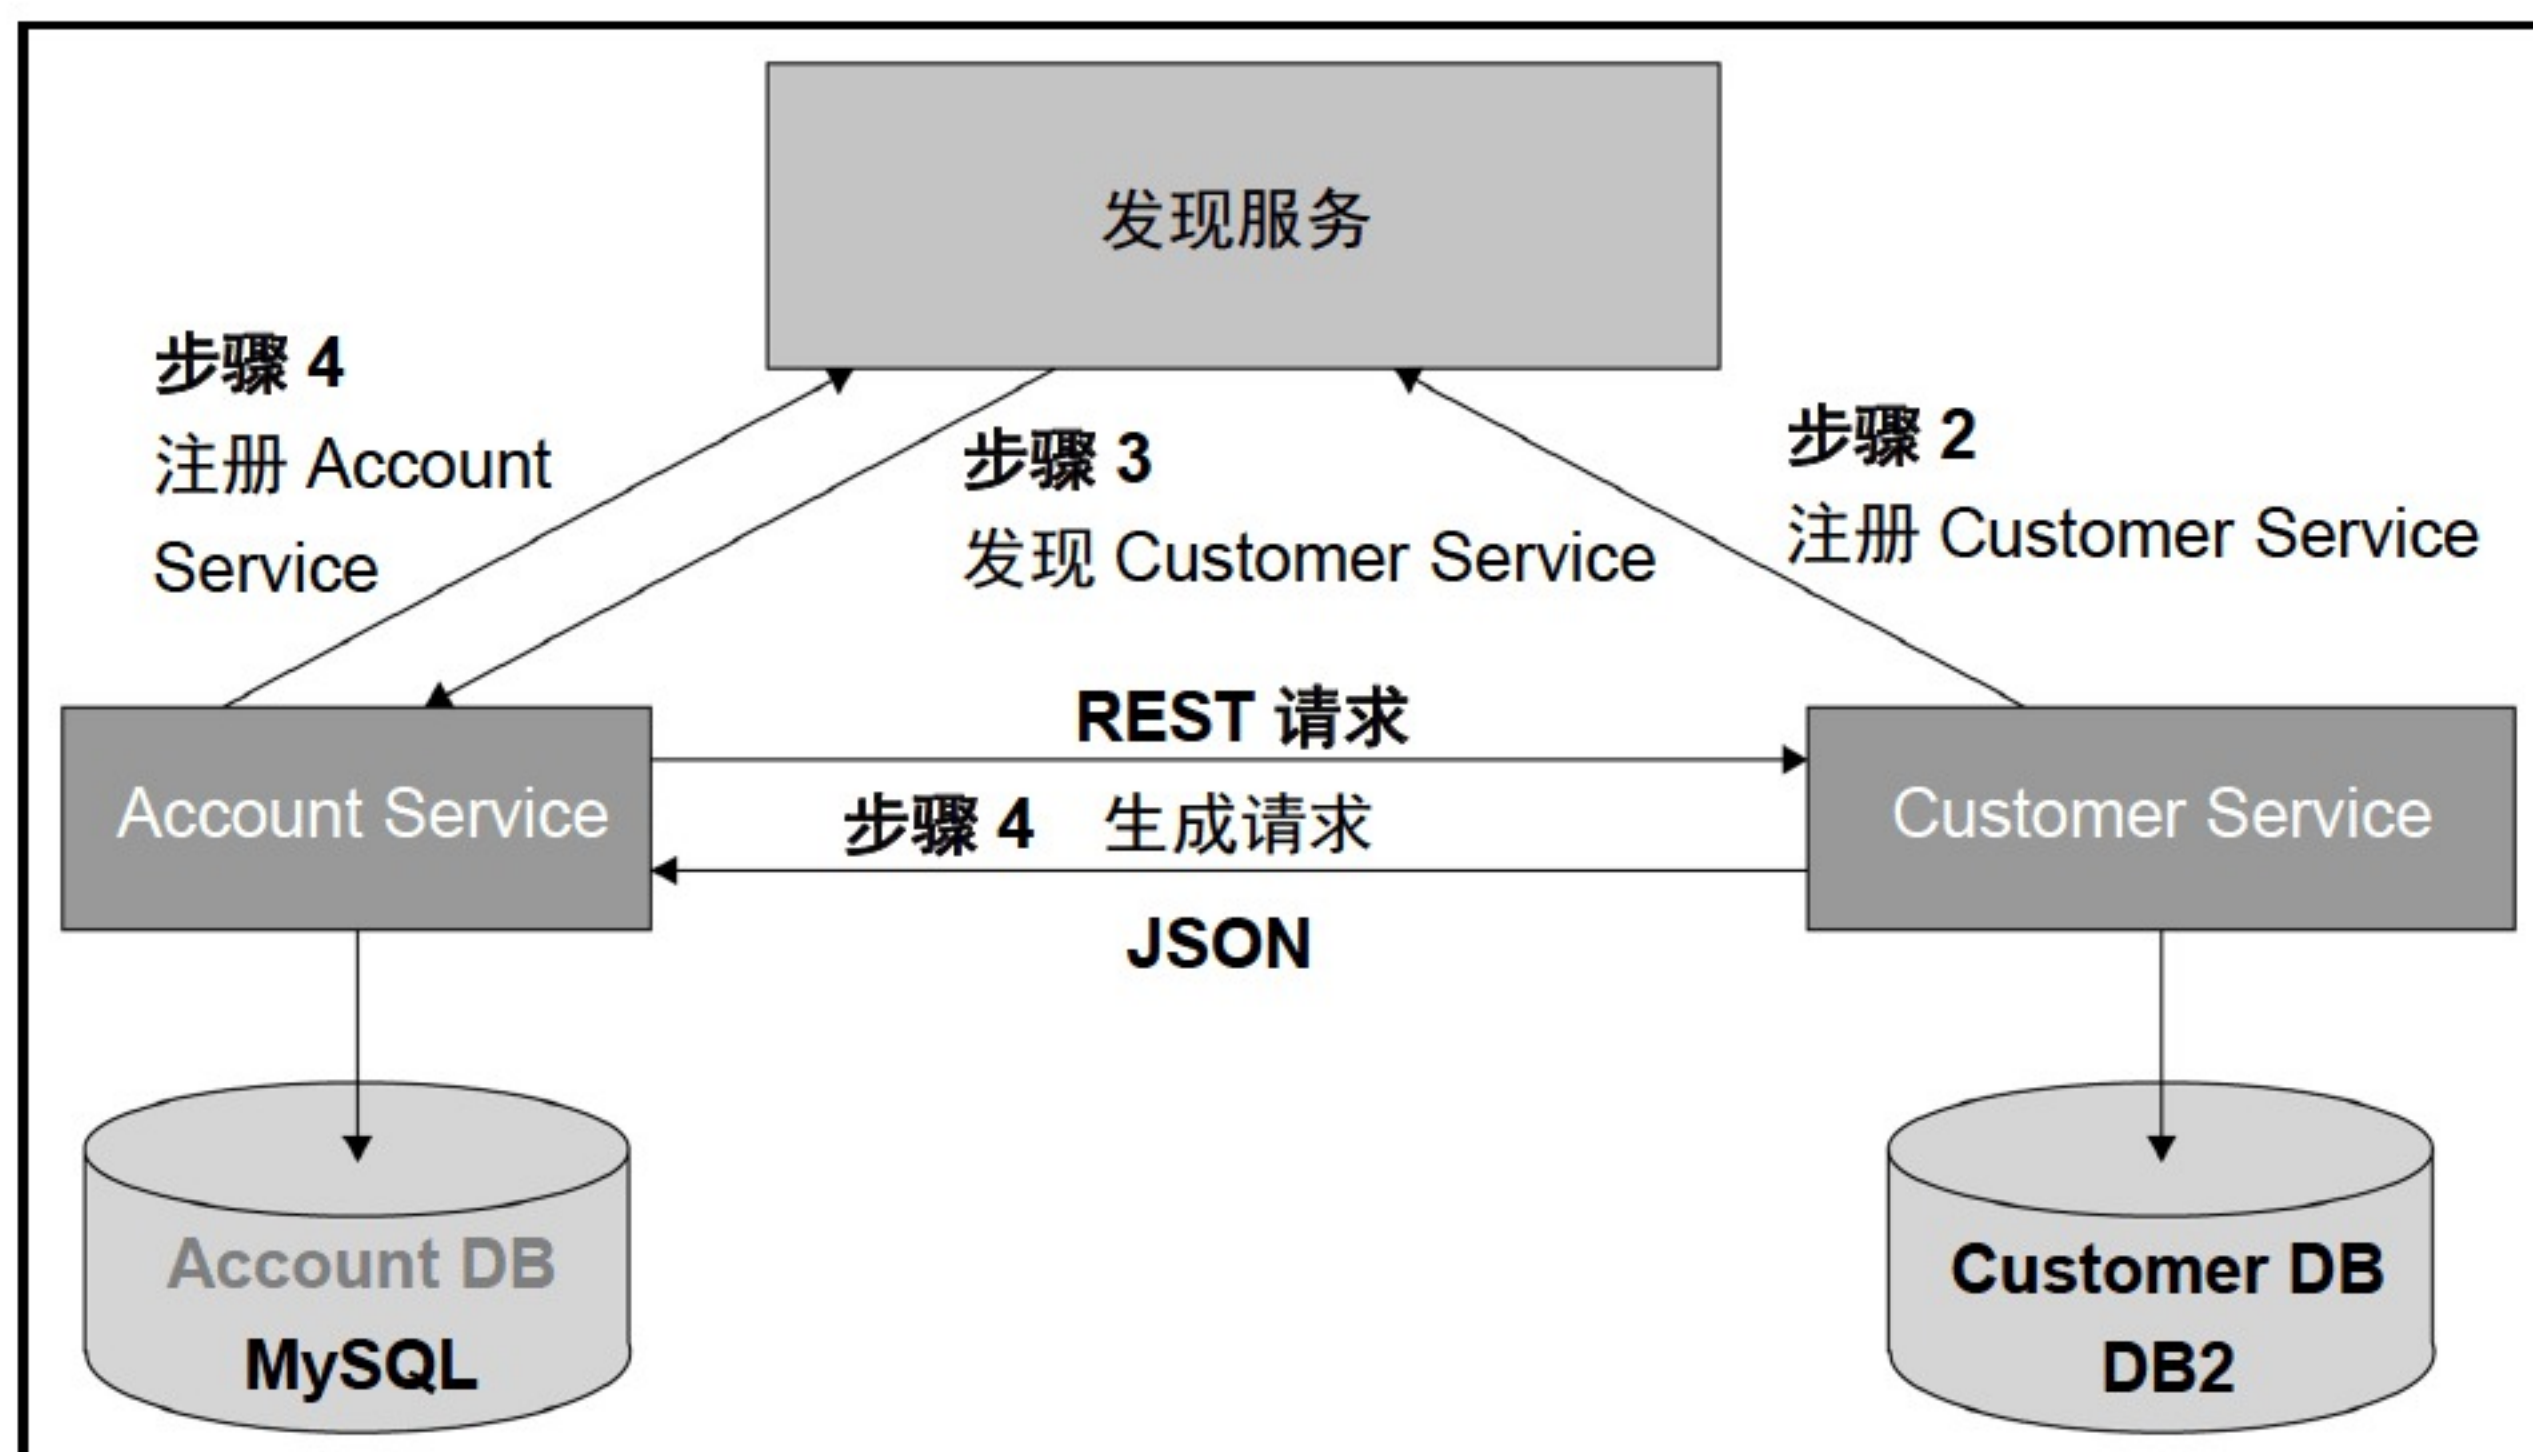 发现服务
步骤 4
注册 Account
Service
步骤 3
发现 Customer Service
步骤 2
注册 Customer Service
REST 请求
Account Service
步骤 4 生成请求
Customer Service
JSON
Account DB
MySQL
Customer DB
DB2